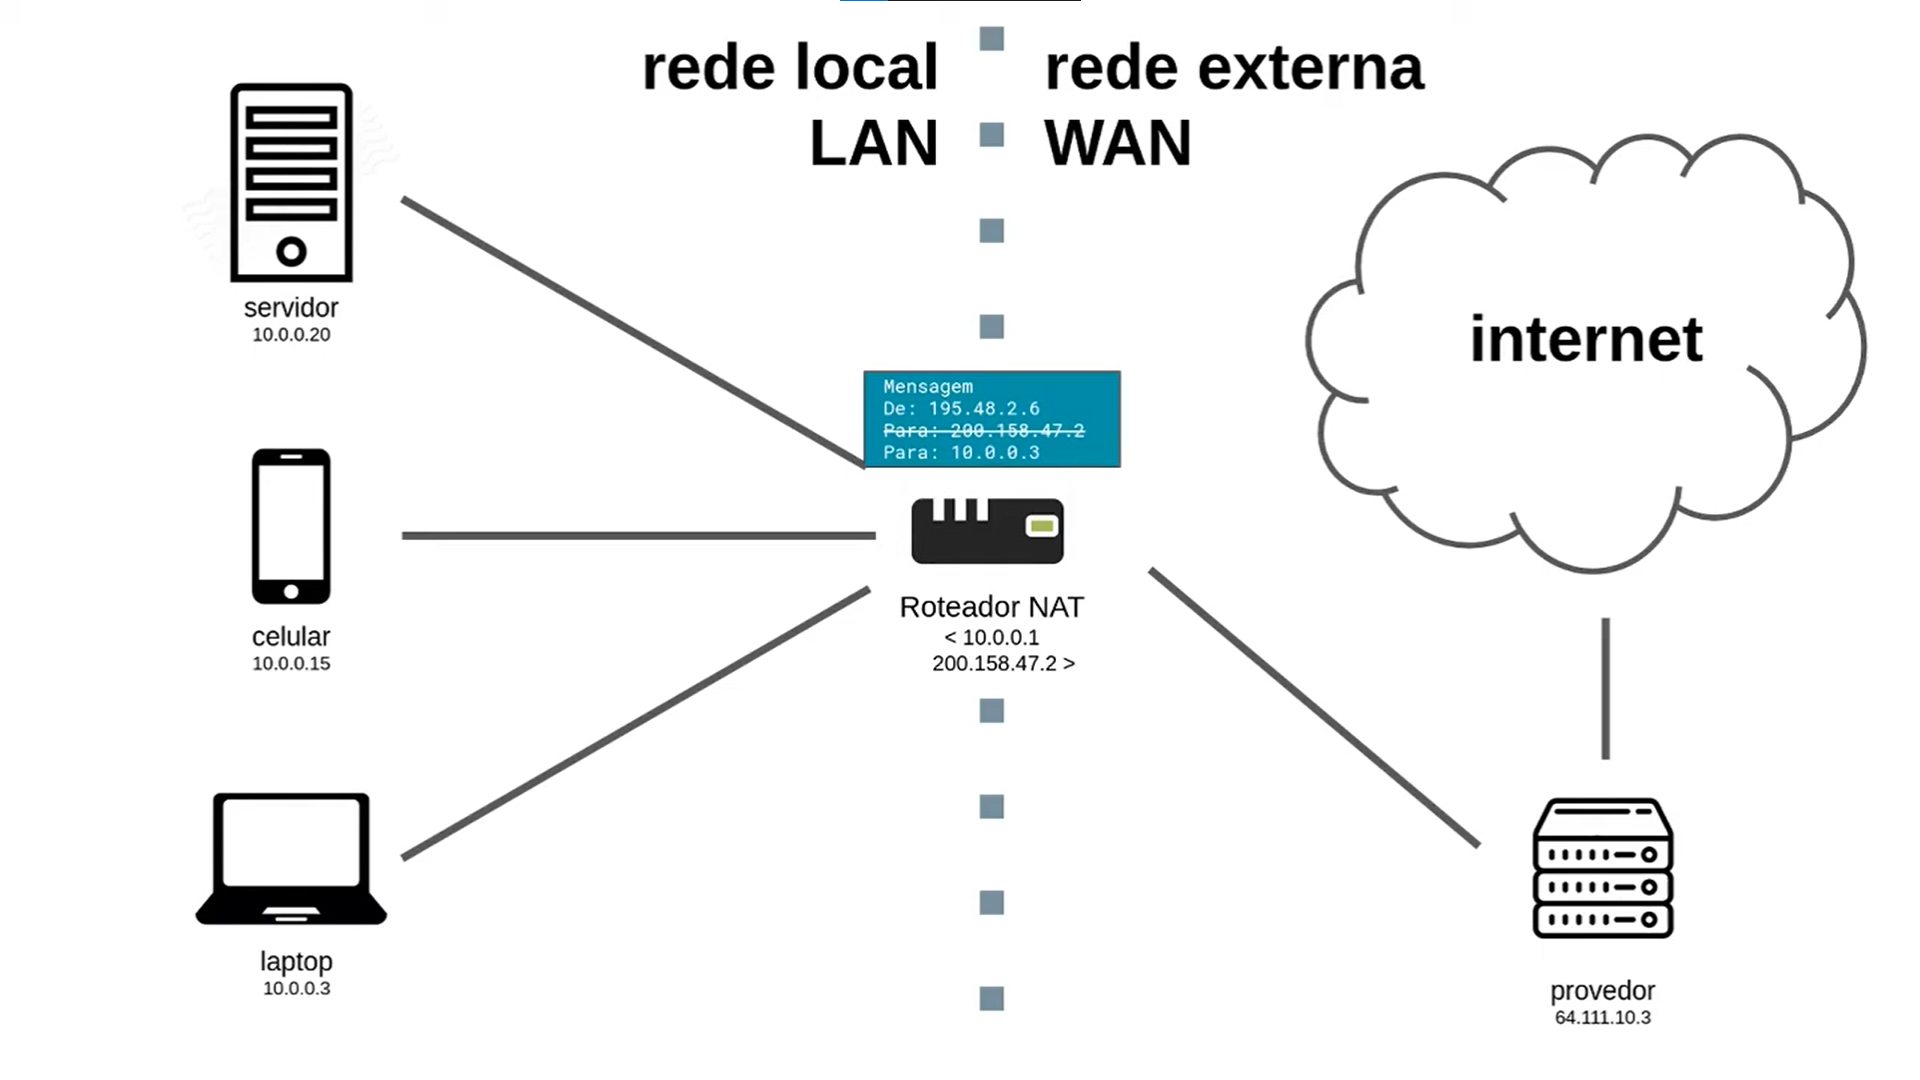 rede local
LAN
rede externa
WAN
servidor
10.0.0.20
internet
Mensagem
De: 195.48.2.6
Para: 200.158.47.2
Para: 10.0.0.3
celular
10.0.0.15
Roteador NAT
< 10.0.0.1
200.158.47.2 >
laptop
10.0.0.3
provedor
64.111.10.3